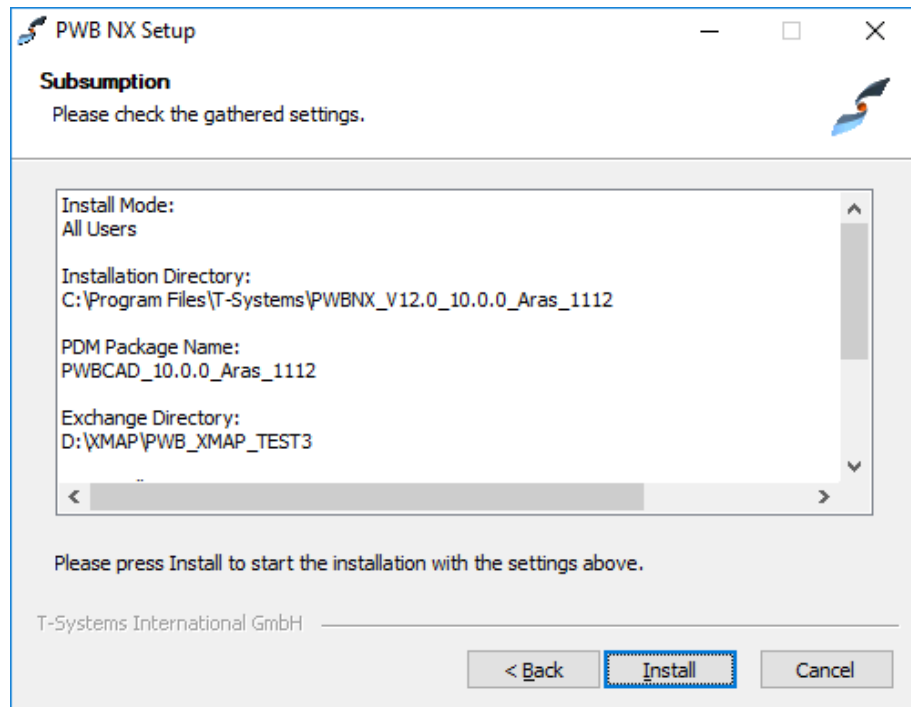 PWB NX Setup
Subsumption
Please check the gathered settings.
Install Mode:
All Users
Installation Directory:
C:\Program Files\T-Systems\PWBNX_V12.0_10.0.0_Aras_1112
PDM Package Name:
PWBCAD_10.0.0_Aras_1112
Exchange Directory:
D:\XMAP\PWB_XMAP_TEST3
Please press Install to start the installation with the settings above.
T-Systems International GmbH
< Back
Install
Cancel